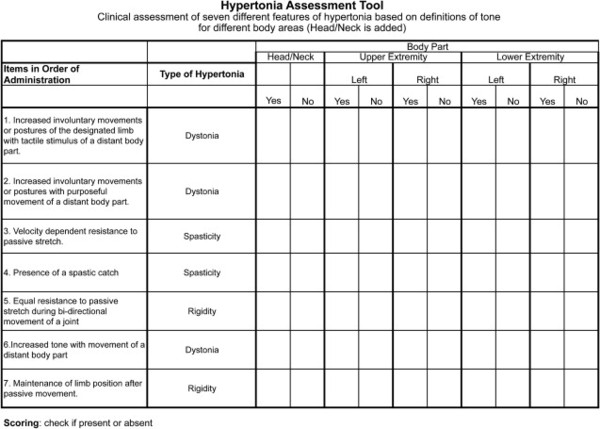 Hypertonia Assessment Tool
Clinical assessment of seven different features of hypertonia based on definitions of tone
for different body areas (Head/Neck is added)
Body Part
Head/Neck Upper Extremity Lower Extremity
Items in Order of
Administration
Type of Hypertonia
Left Right Left Right
Yes No Yes No Yes No Yes No Yes No
1. Increased involuntary movements
or postures of the designated limb
with tactile stimulus of a distant body
part.
Dystonia
2. Increased involuntary movements
or postures with purposeful
movement of a distant body part.
Dystonia
3. Velocity dependent resistance to
passive stretch.
Spasticity
4. Presence of a spastic catch
Spasticity
5. Equal resistance to passive
stretch during bi-directional
movement of a joint
Rigidity
6.Increased tone with movement of a
distant body part
Dystonia
7. Maintenance of limb position after
passive movement.
Rigidity
Scoring: check if present or absent